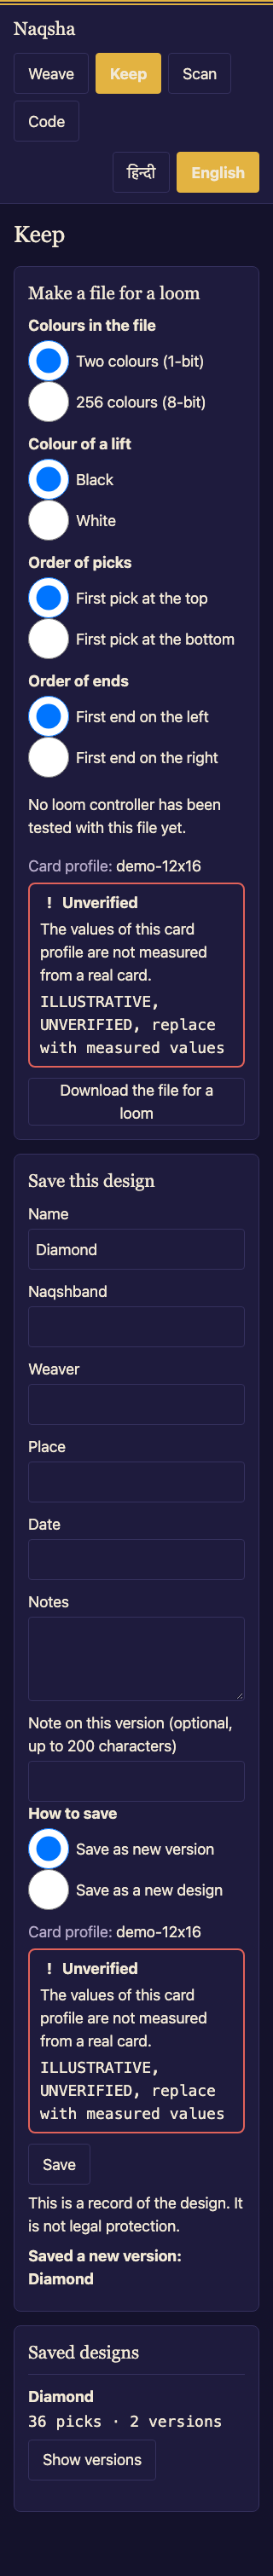 Naqsha
Weave Keep Scan
Code
हिन्दी English
Keep
Make a file for a loom
Colours in the file
Two colours (1-bit)
256 colours (8-bit)
Colour of a lift
Black
White
Order of picks
First pick at the top
First pick at the bottom
Order of ends
First end on the left
First end on the right
No loom controller has been
tested with this file yet.
Card profile: demo-12x16
! Unverified
The values of this card
profile are not measured
from a real card.
ILLUSTRATIVE,
UNVERIFIED, replace
with measured values
Download the file for a
loom
Save this design
Name
Diamond
Naqshband
Weaver
Place
Date
Notes
Note on this version (optional,
up to 200 characters)
How to save
Save as new version
Save as a new design
Card profile: demo-12x16
! Unverified
The values of this card
profile are not measured
from a real card.
ILLUSTRATIVE,
UNVERIFIED, replace
with measured values
Save
This is a record of the design. It
is not legal protection.
Saved a new version:
Diamond
Saved designs
Diamond
36 picks · 2 versions
Show versions